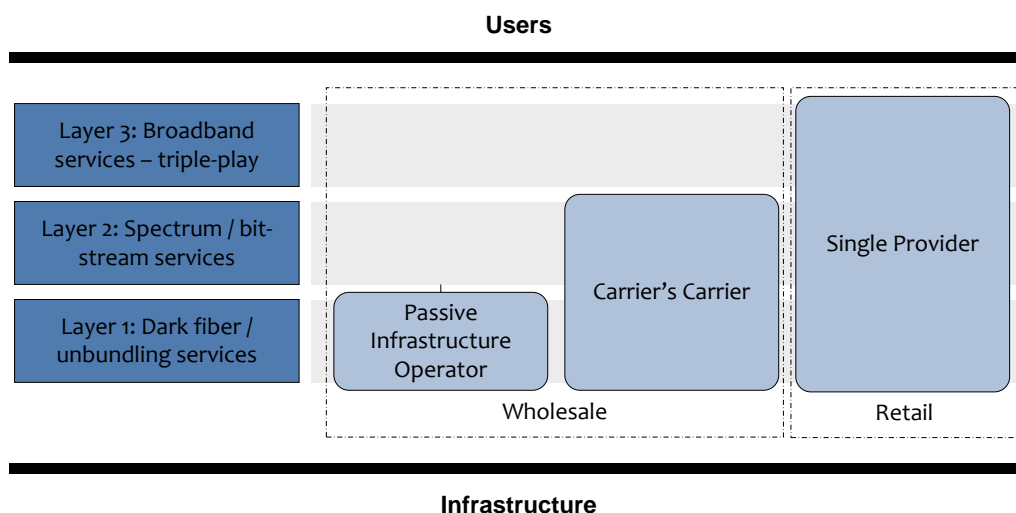 Users
Layer 3: Broadband
services – triple-play
Layer 2: Spectrum / bit-
stream services
Layer 1: Dark fiber /
unbundling services
Passive
Infrastructure
Operator
Carrier’s Carrier
Single Provider
Wholesale
Retail
Infrastructure